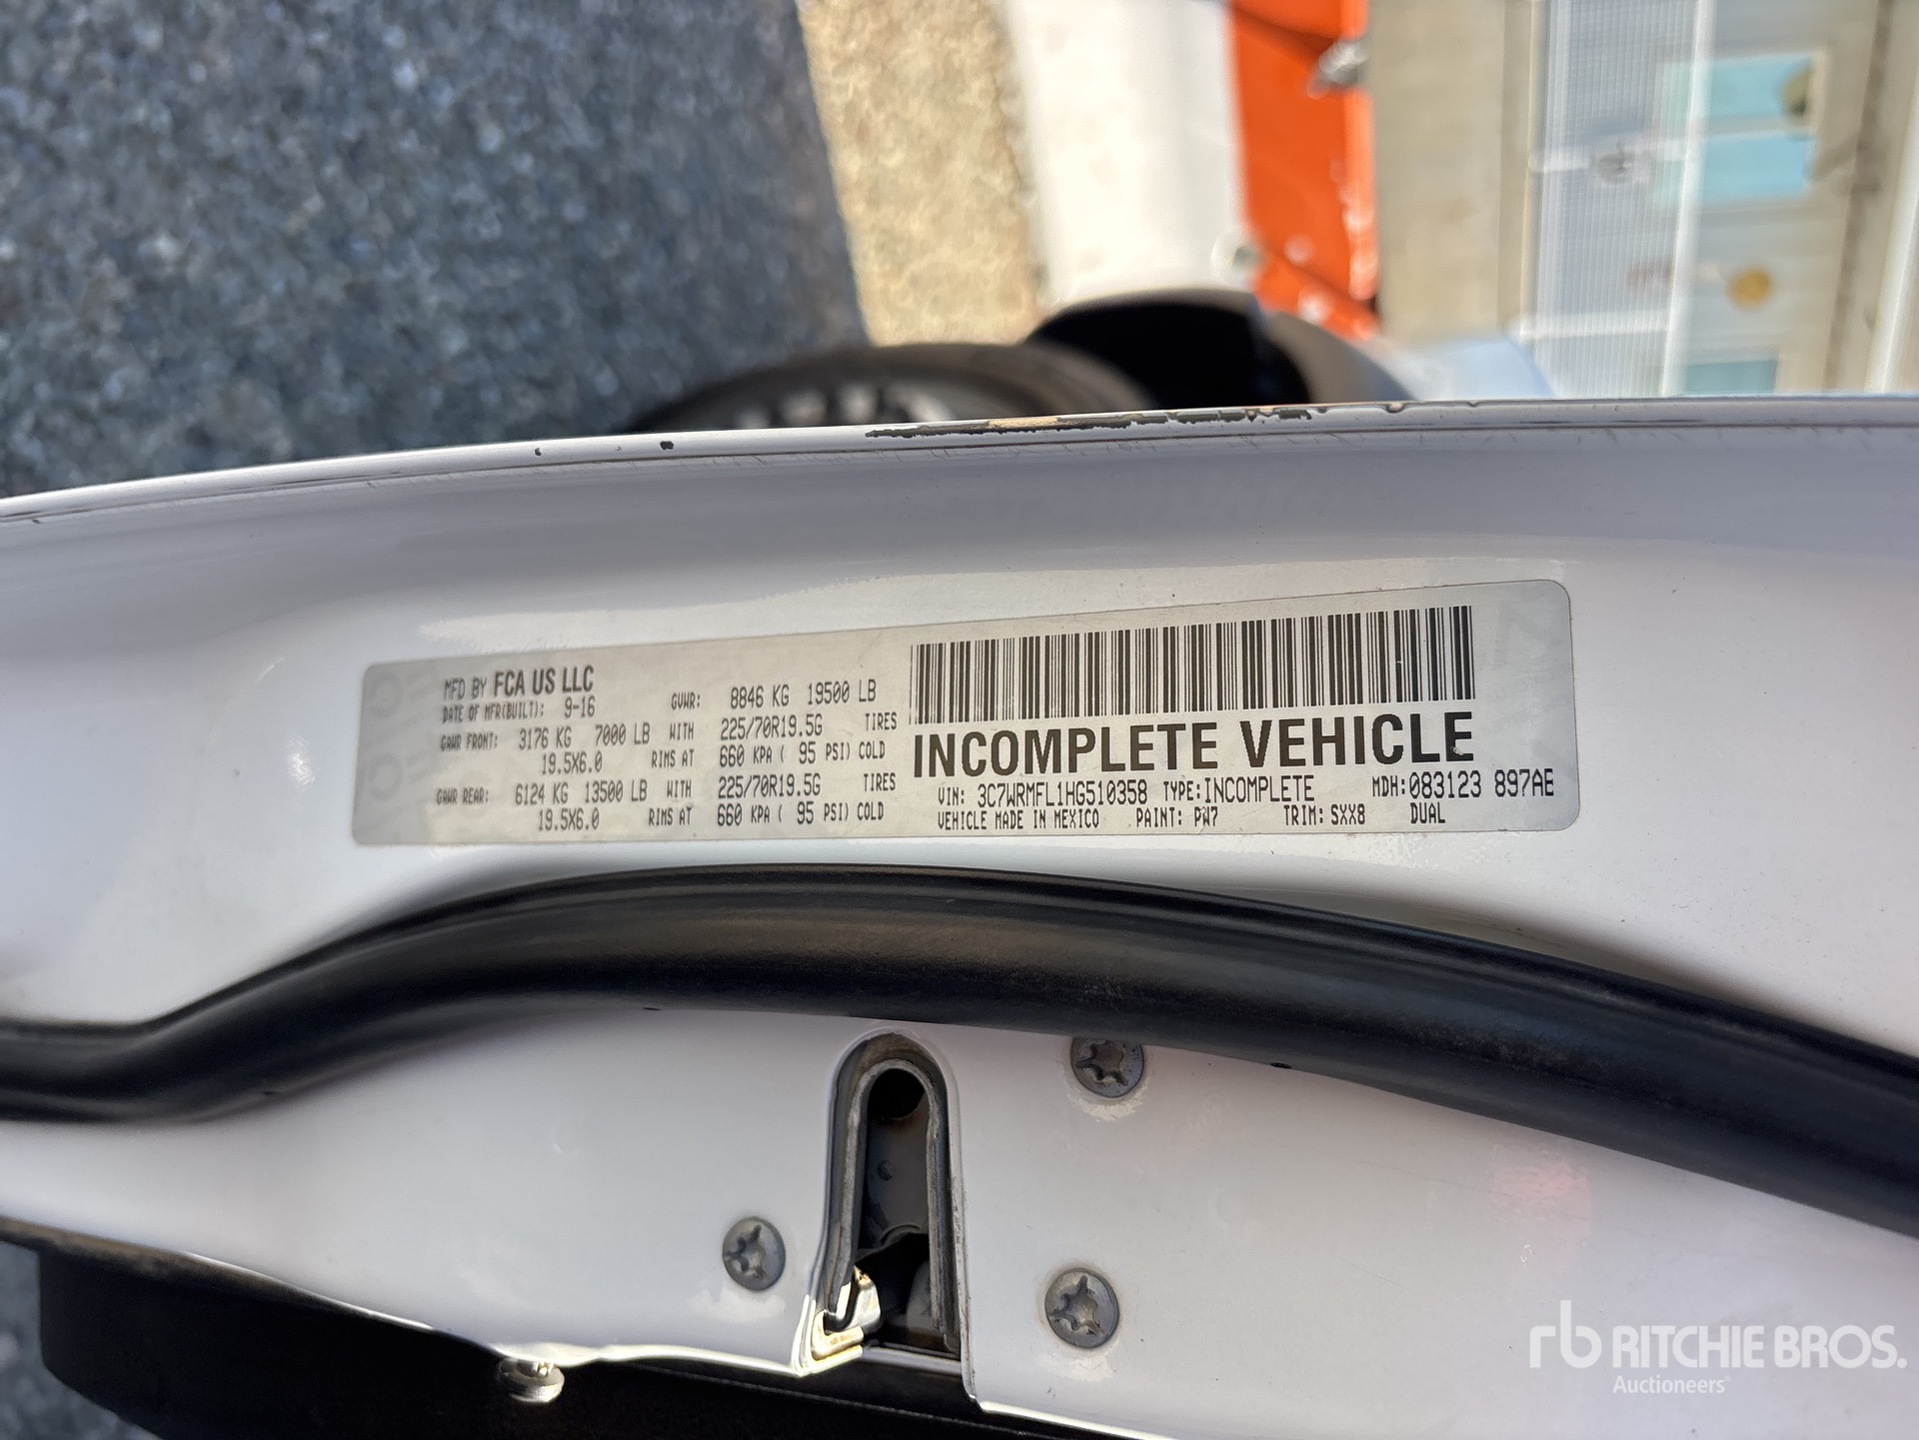 MFD BY FCA US LLC
DATE OF MFR(BUILT): 9-16 GVWR: 8846 KG 19500 LB
GAWR FRONT: 3176 KG 7000 LB WITH 225/70R19.5G TIRES
19.5X6.0 RIMS AT 660 KPA ( 95 PSI) COLD
GAWR REAR: 6124 KG 13500 LB WITH 225/70R19.5G TIRES
19.5X6.0 RIMS AT 660 KPA ( 95 PSI) COLD
INCOMPLETE VEHICLE
VIN: 3C7WRMFL1HG510358 TYPE: INCOMPLETE MDH: 083123 897AE
VEHICLE MADE IN MEXICO PAINT: PW7 TRIM: SXX8 DUAL
rb RITCHIE BROS.
Auctioneers